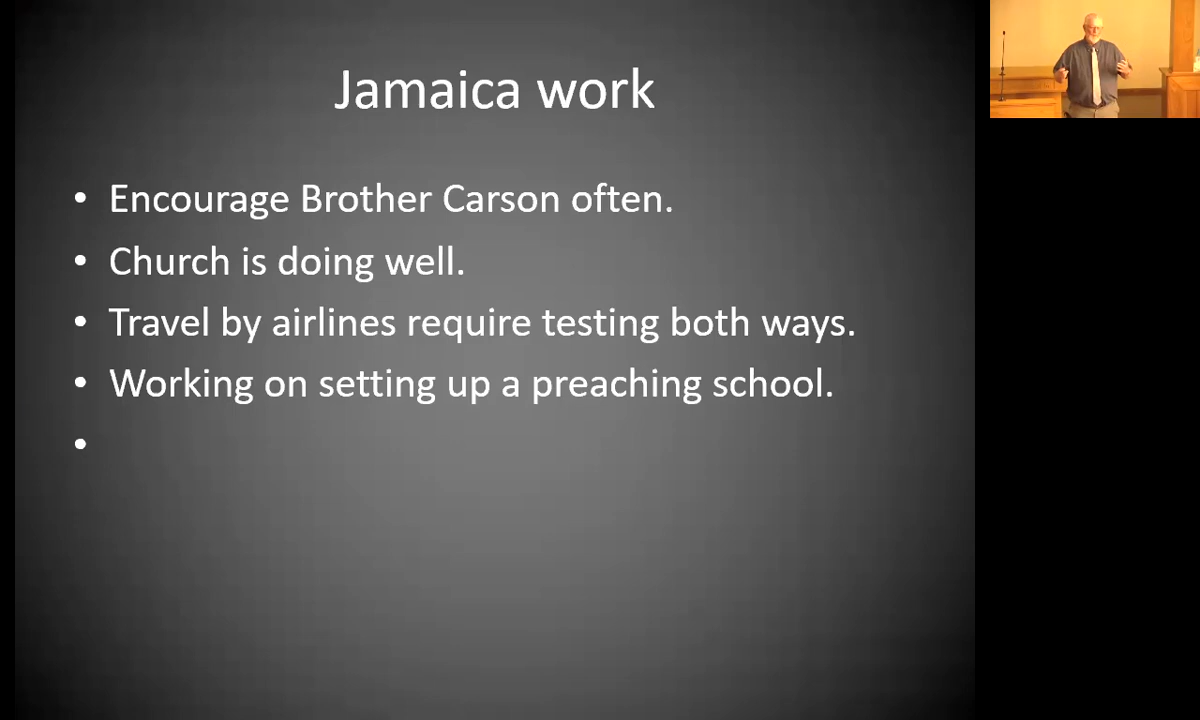 Jamaica work
• Encourage Brother Carson often.
• Church is doing well.
• Travel by airlines require testing both ways.
• Working on setting up a preaching school.
•